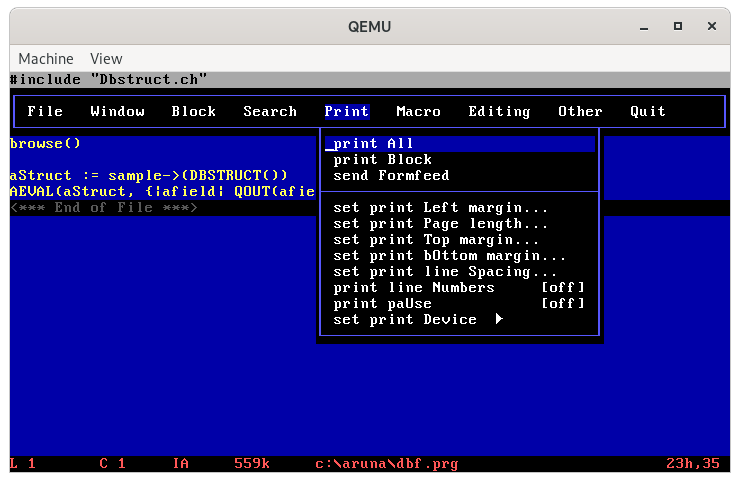 QEMU
Machine View
#include "Dbstruct.ch"
File Window Block Search Print Macro Editing Other Quit
browse()
print All
print Block
aStruct := sample->(DBSTRUCT())
send Formfeed
AEVAL(aStruct, {|afield| QOUT(afie
<*** End of File ***>
set print Left margin...
set print Page length...
set print Top margin...
set print bOttom margin...
set print line Spacing...
print line Numbers [off]
print paUse [off]
set print Device
L 1 C 1 IA 559k c:\aruna\dbf.prg 23h,35